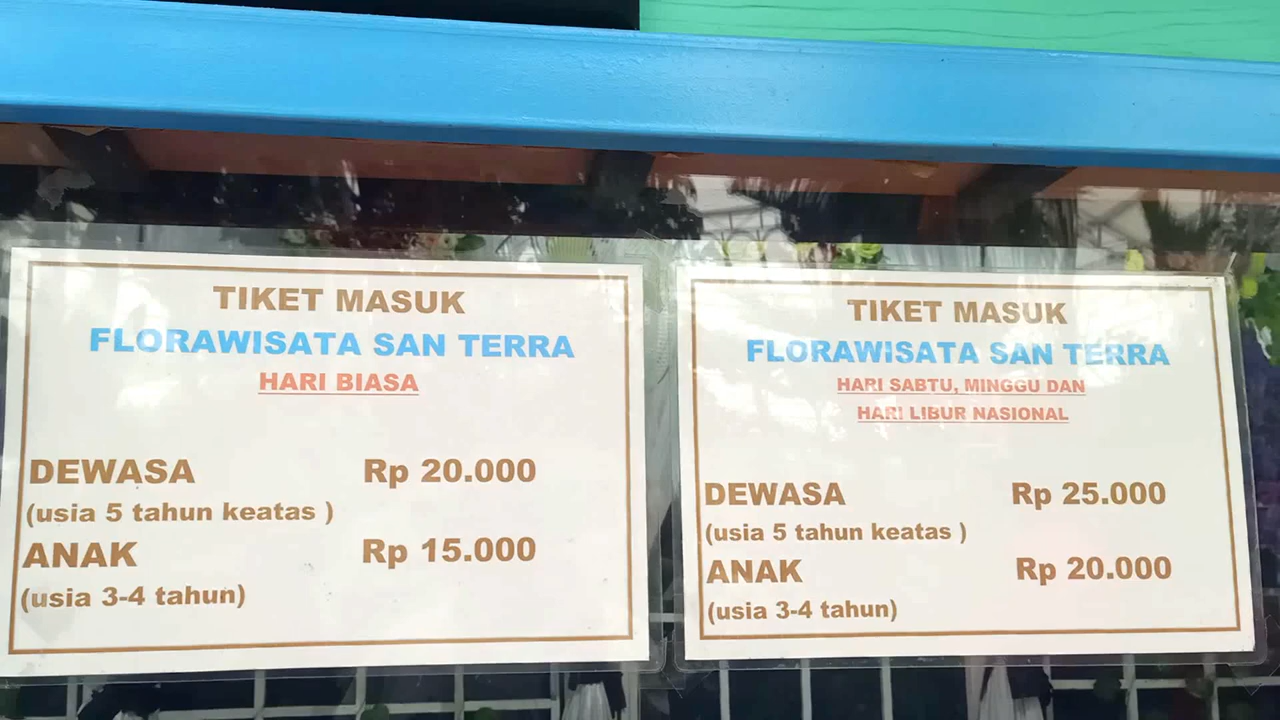 TIKET MASUK
FLORAWISATA SAN TERRA
HARI BIASA
DEWASA Rp 20.000
(usia 5 tahun keatas )
ANAK Rp 15.000
(usia 3-4 tahun)
TIKET MASUK
FLORAWISATA SAN TERRA
HARI SABTU, MINGGU DAN
HARI LIBUR NASIONAL
DEWASA Rp 25.000
(usia 5 tahun keatas )
ANAK Rp 20.000
(usia 3-4 tahun)